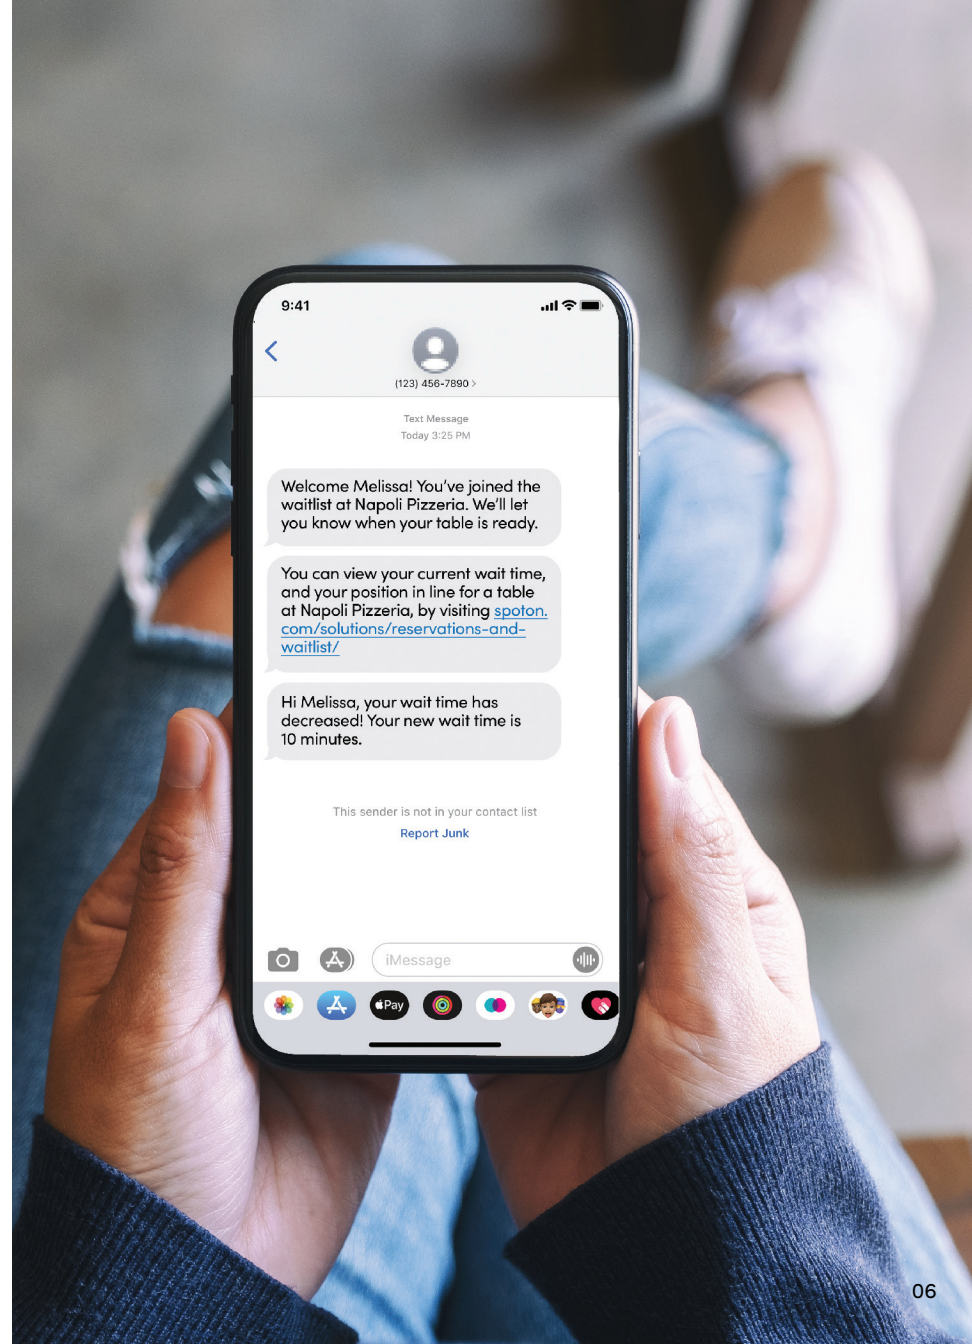 9:41
(123) 456-7890 >
Text Message
Today 3:25 PM
Welcome Melissa! You've joined the
waitlist at Napoli Pizzeria. We'll let
you know when your table is ready.
You can view your current wait time,
and your position in line for a table
at Napoli Pizzeria, by visiting spoton.
com/solutions/reservations-and-
waitlist/
Hi Melissa, your wait time has
decreased! Your new wait time is
10 minutes.
This sender is not in your contact list
Report Junk
iMessage
Pay
06